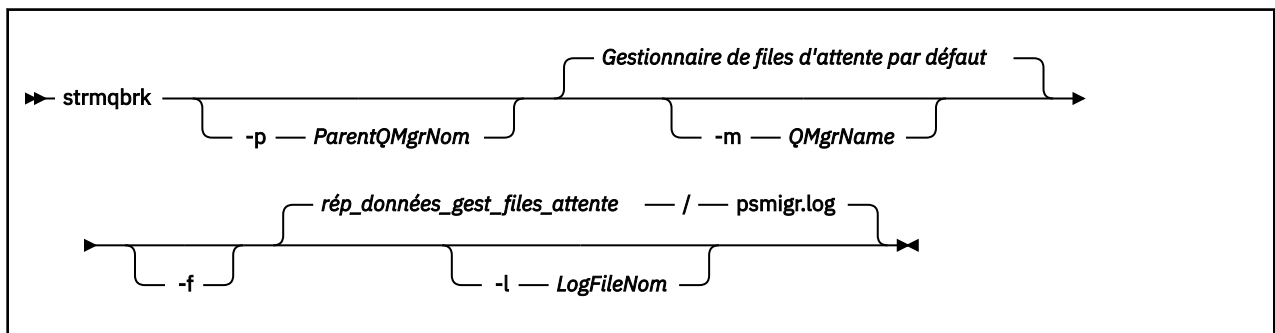 Gestionnaire de files d'attente par défaut
strmqbrk
-p — ParentQMgrNom
-m — QMgrName
rép_données_gest_files_attente — / — psmigr.log
-f
-l — LogFileNom